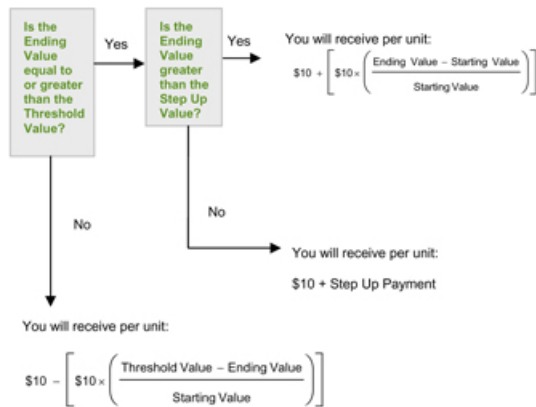 Is the
Ending
Value
equal to
or greater
than the
Threshold
Value?
Yes
Is the
Ending
Value
greater
than the
Step Up
Value?
Yes
You will receive per unit:
$10 + [ $10 × ( Ending Value − Starting Value
Starting Value ) ]
No
No
You will receive per unit:
$10 + Step Up Payment
You will receive per unit:
$10 − [ $10 × ( Threshold Value − Ending Value
Starting Value ) ]